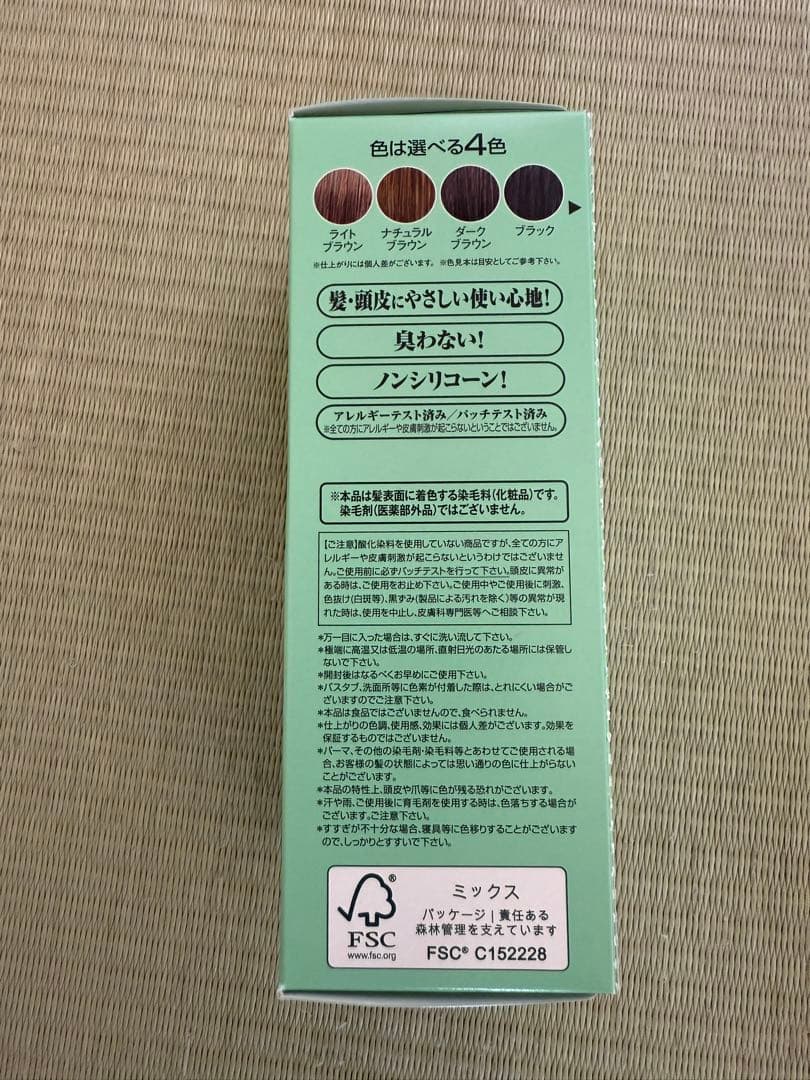 色は選べる4色
ライト
ブラウン
ナチュラル
ブラウン
ダーク
ブラウン
ブラック
※仕上がりには個人差がございます。 ※色見本は目安としてご参考下さい。
髪・頭皮にやさしい使い心地!
臭わない!
ノンシリコーン!
アレルギーテスト済み/パッチテスト済み
※全ての方にアレルギーや皮膚刺激が起こらないということではございません。
※本品は髪表面に着色する染毛料(化粧品)です。
染毛剤(医薬部外品)ではございません。
【ご注意】酸化染料を使用していない商品ですが、全ての方にア
レルギーや皮膚刺激が起こらないというわけではございませ
ん。ご使用前に必ずパッチテストを行って下さい。頭皮に異常が
ある時は、ご使用をお止め下さい。ご使用中やご使用後に刺激、
色抜け(白斑等)、黒ずみ(製品による汚れを除く)等の異常が現
れた時は、使用を中止し、皮膚科専門医等へご相談下さい。
*万一目に入った場合は、すぐに洗い流して下さい。
*極端に高温又は低温の場所、直射日光のあたる場所には保管し
ないで下さい。
*開封後はなるべくお早めにご使用下さい。
*バスタブ、洗面所等に色素が付着した際は、とれにくい場合がご
ざいますのでご注意下さい。
*本品は食品ではございませんので、食べられません。
*仕上がりの色調、使用感、効果には個人差がございます。効果を
保証するものではございません。
*パーマ、その他の染毛剤・染毛料等とあわせてご使用される場
合、お客様の髪の状態によっては思い通りの色に仕上がらない
ことがございます。
*本品の特性上、頭皮や爪等に色が残る恐れがございます。
*汗や雨、ご使用後に育毛剤を使用する時は、色落ちする場合が
ございます。ご注意下さい。
*すすぎが不十分な場合、寝具等に色移りすることがございます
ので、しっかりとすすいで下さい。
®
FSC
www.fsc.org
ミックス
パッケージ | 責任ある
森林管理を支えています
FSC® C152228